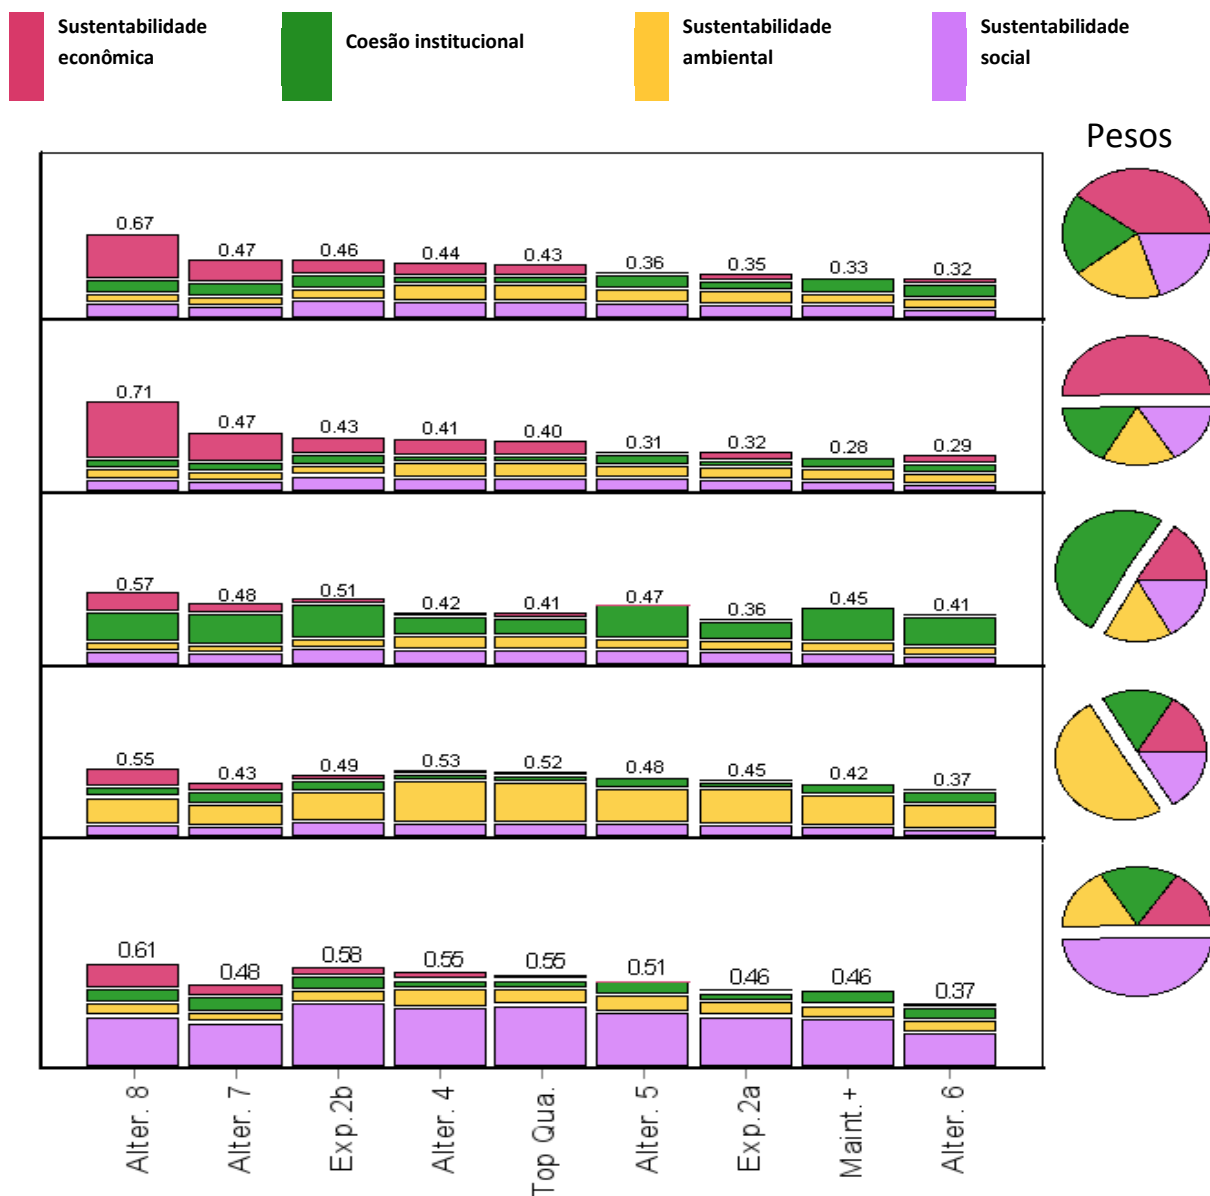 Sustentabilidade
econômica
Coesão institucional
Sustentabilidade
ambiental
Sustentabilidade
social
Pesos
0.67 0.47 0.46 0.44 0.43 0.36 0.35 0.33 0.32
0.71 0.47 0.43 0.41 0.40 0.31 0.32 0.28 0.29
0.57 0.48 0.51 0.42 0.41 0.47 0.36 0.45 0.41
0.55 0.43 0.49 0.53 0.52 0.48 0.45 0.42 0.37
0.61 0.48 0.58 0.55 0.55 0.51 0.46 0.46 0.37
Alter. 8
Alter. 7
Exp.2b
Alter. 4
Top Qua.
Alter. 5
Exp.2a
Maint.+
Alter. 6